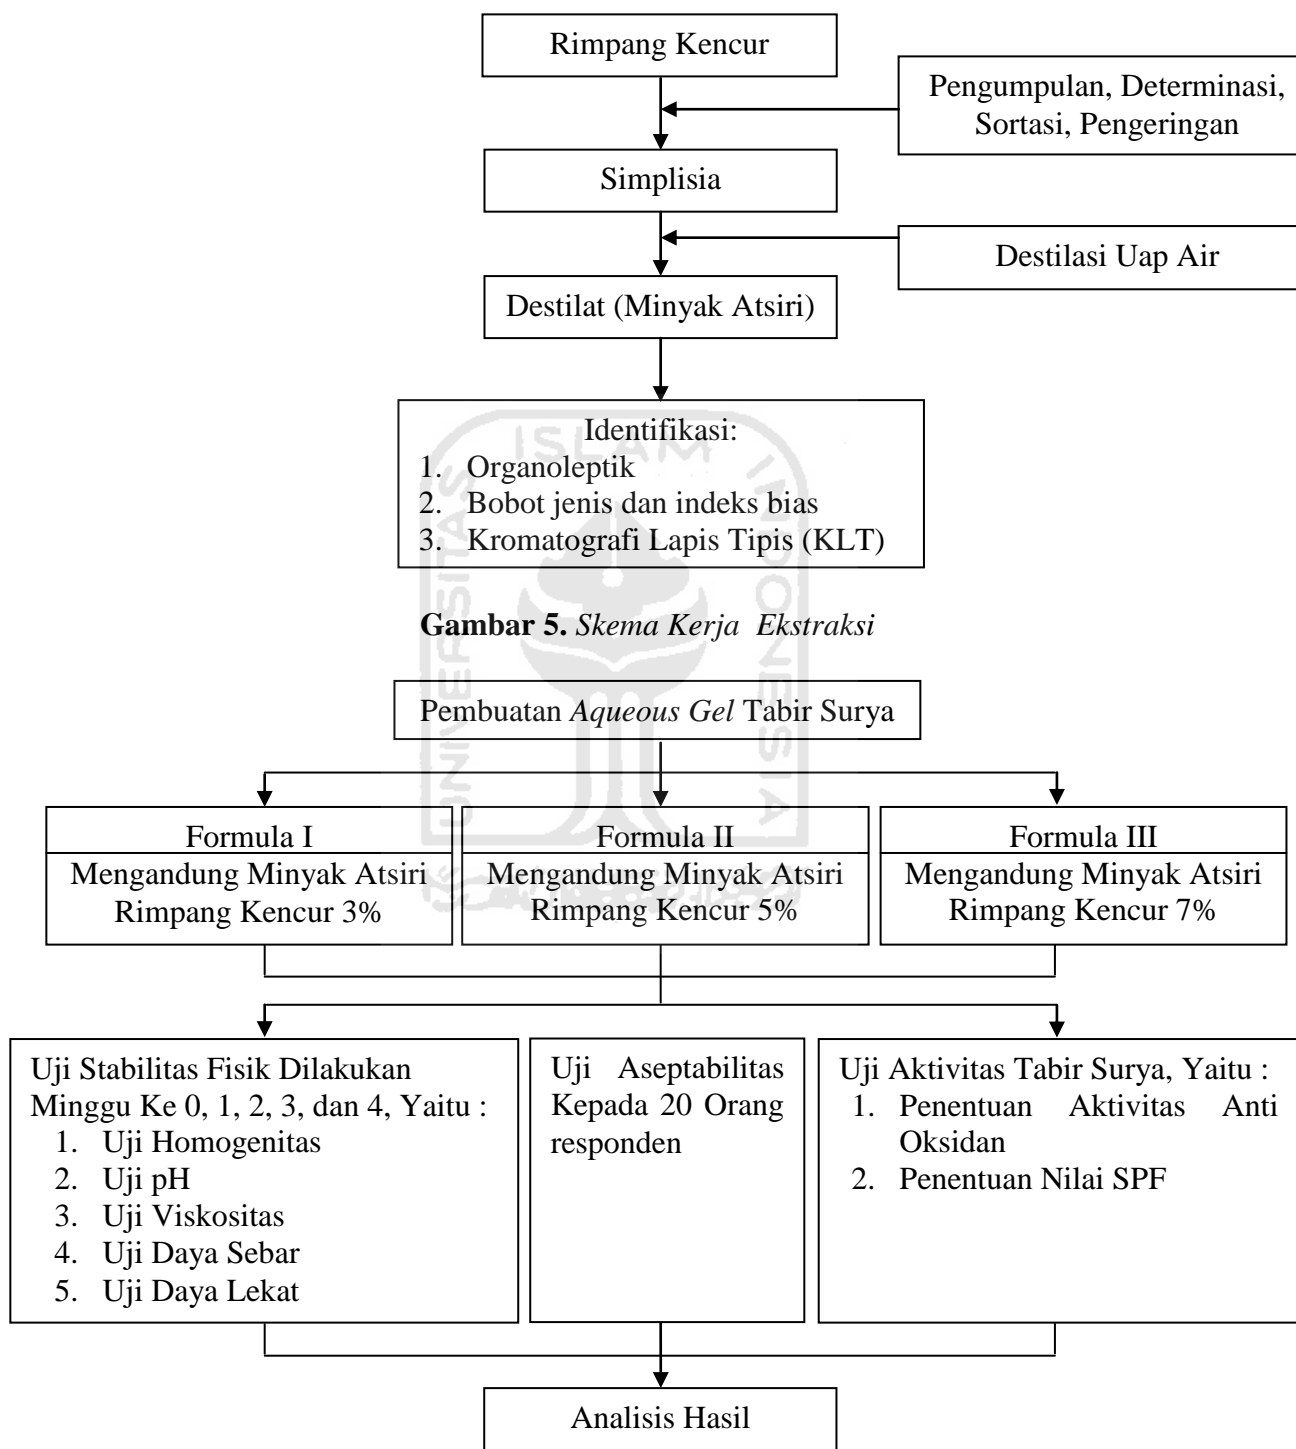 Rimpang Kencur
Pengumpulan, Determinasi,
Sortasi, Pengeringan
Simplisia
Destilasi Uap Air
Destilat (Minyak Atsiri)
Identifikasi:
1. Organoleptik
2. Bobot jenis dan indeks bias
3. Kromatografi Lapis Tipis (KLT)
Gambar 5. Skema Kerja Ekstraksi
Pembuatan Aqueous Gel Tabir Surya
Formula I
Mengandung Minyak Atsiri
Rimpang Kencur 3%
Formula II
Mengandung Minyak Atsiri
Rimpang Kencur 5%
Formula III
Mengandung Minyak Atsiri
Rimpang Kencur 7%
Uji Stabilitas Fisik Dilakukan
Minggu Ke 0, 1, 2, 3, dan 4, Yaitu :
1. Uji Homogenitas
2. Uji pH
3. Uji Viskositas
4. Uji Daya Sebar
5. Uji Daya Lekat
Uji Aseptabilitas
Kepada 20 Orang
responden
Uji Aktivitas Tabir Surya, Yaitu :
1. Penentuan Aktivitas Anti
Oksidan
2. Penentuan Nilai SPF
Analisis Hasil
UNIVERSITAS
ISLAM
INDONESIA